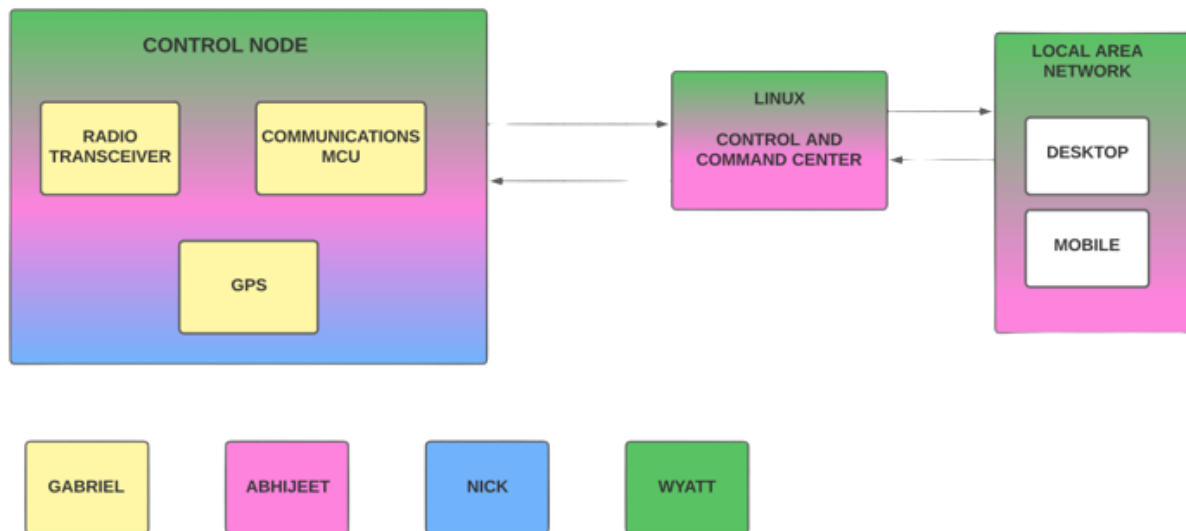 CONTROL NODE
RADIO
TRANSCEIVER
COMMUNICATIONS
MCU
GPS
LINUX
CONTROL AND
COMMAND CENTER
LOCAL AREA
NETWORK
DESKTOP
MOBILE
GABRIEL
ABHIJEET
NICK
WYATT